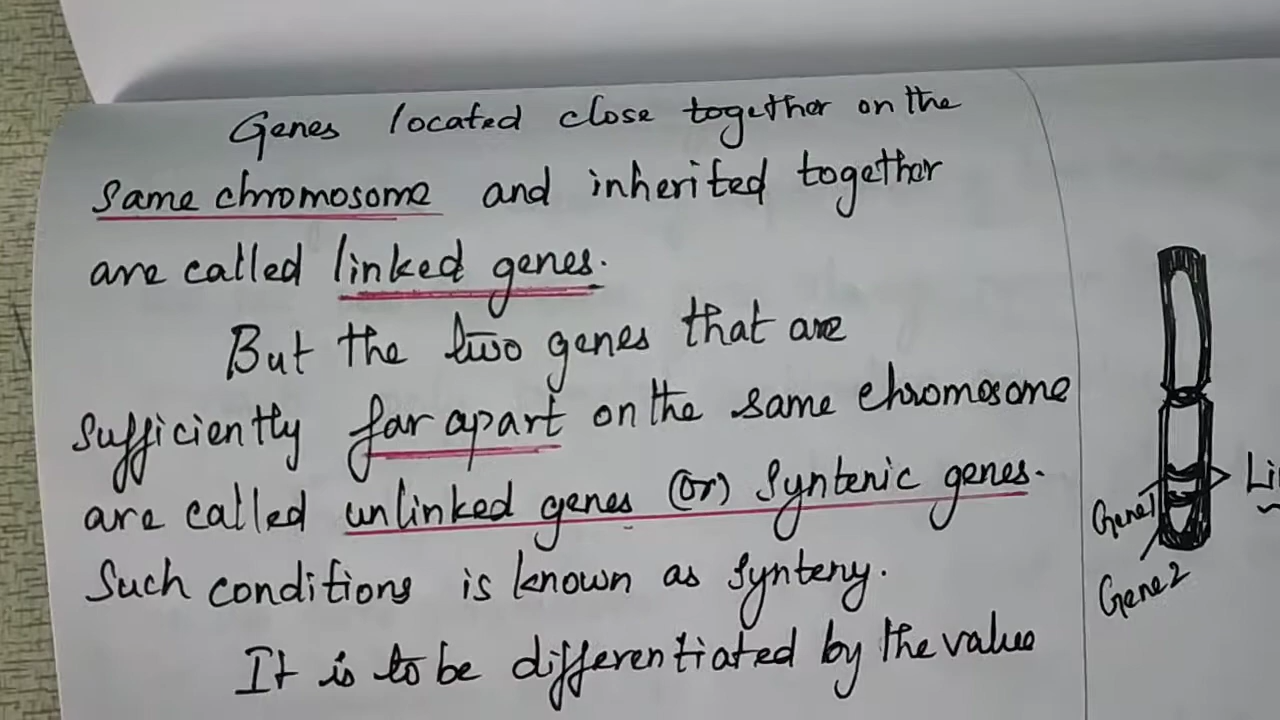 Genes located close together on the
same chromosome and inherited together
are called linked genes.
But the two genes that are
sufficiently far apart on the same chromosome
are called unlinked genes (or) syntenic genes.
Such conditions is known as synteny.
It is to be differentiated by the value
Li
Gene1
Gene2